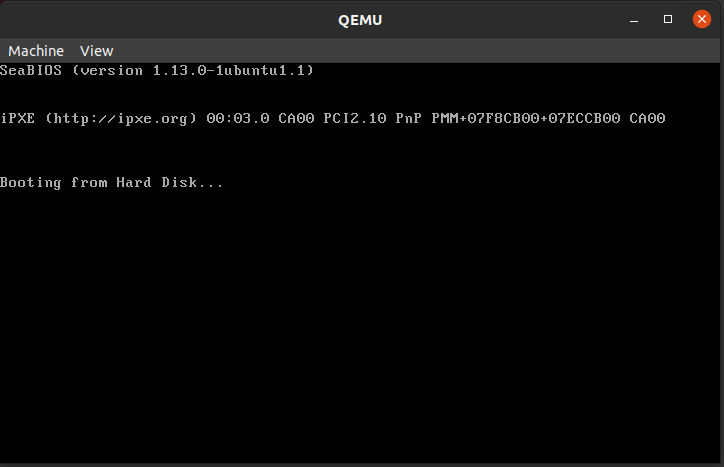 QEMU
Machine View
SeaBIOS (version 1.13.0-1ubuntu1.1)
iPXE (http://ipxe.org) 00:03.0 CA00 PCI2.10 PnP PMM+07F8CB00+07ECCB00 CA00
Booting from Hard Disk...